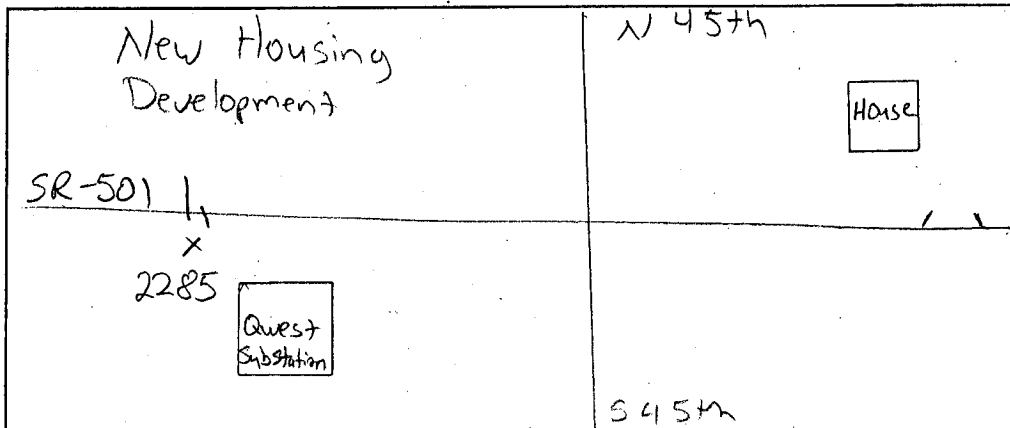 New Housing
Development
N 45th
House
SR-501
X
2285
Qwest
Substation
S 45th